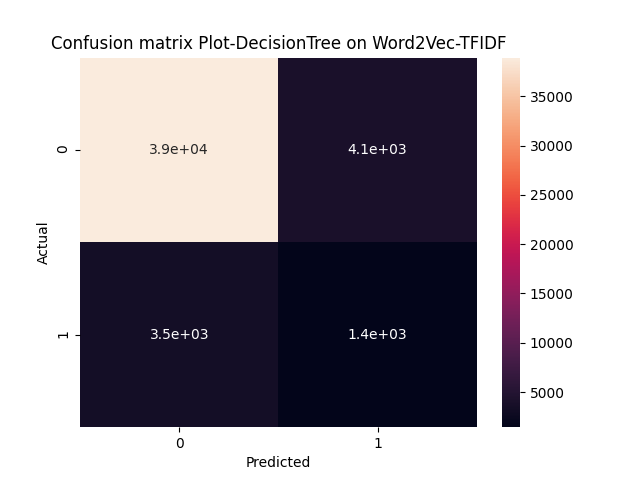 Confusion matrix Plot-DecisionTree on Word2Vec-TFIDF
0
3.9e+04
4.1e+03
Actual
1
3.5e+03
1.4e+03
0
1
Predicted
35000
30000
25000
20000
15000
10000
5000